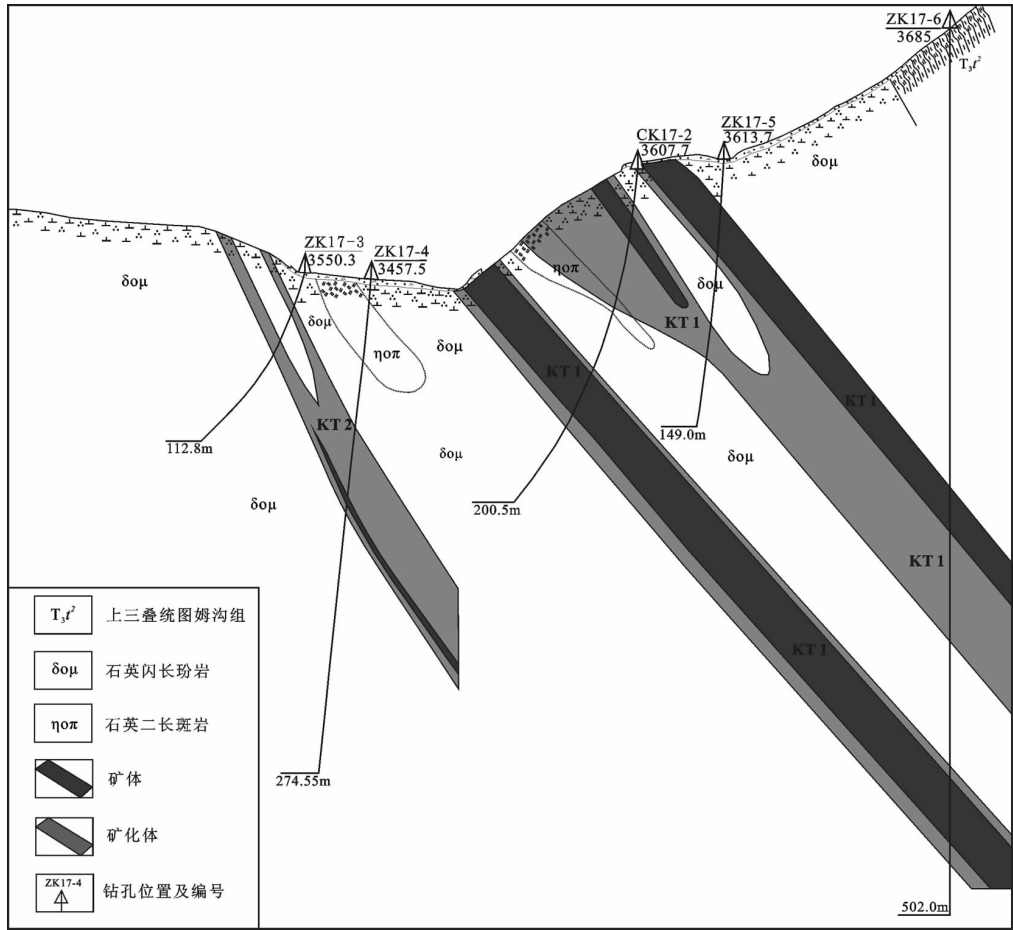 ZK17-6
3685
T₃t²
ZK17-5
3613.7
CK17-2
3607.7
δομ
ZK17-3
3550.3
ZK17-4
3457.5
ηοπ
δομ
δομ
δομ
KT 1
δομ
ηοπ
KT 1
KT 1
KT 2
149.0m
112.8m
δομ
δομ
200.5m
δομ
KT 1
KT 1
274.55m
502.0m
T₃t² 上三叠统图姆沟组
δομ 石英闪长玢岩
ηοπ 石英二长斑岩
矿体
矿化体
ZK17-4 钻孔位置及编号